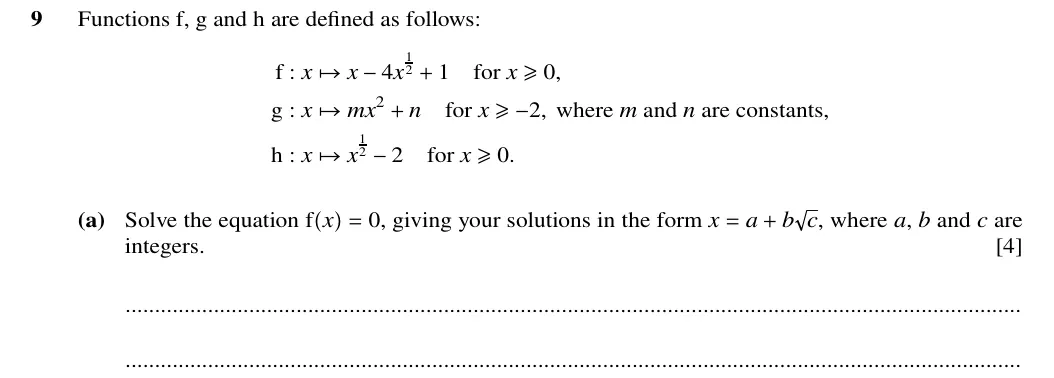 9 Functions f, g and h are defined as follows:
f : x ↦ x − 4x^{1/2} + 1 for x ⩾ 0,
g : x ↦ mx² + n for x ⩾ −2, where m and n are constants,
h : x ↦ x^{1/2} − 2 for x ⩾ 0.
(a) Solve the equation f(x) = 0, giving your solutions in the form x = a + b√c, where a, b and c are
integers. [4]